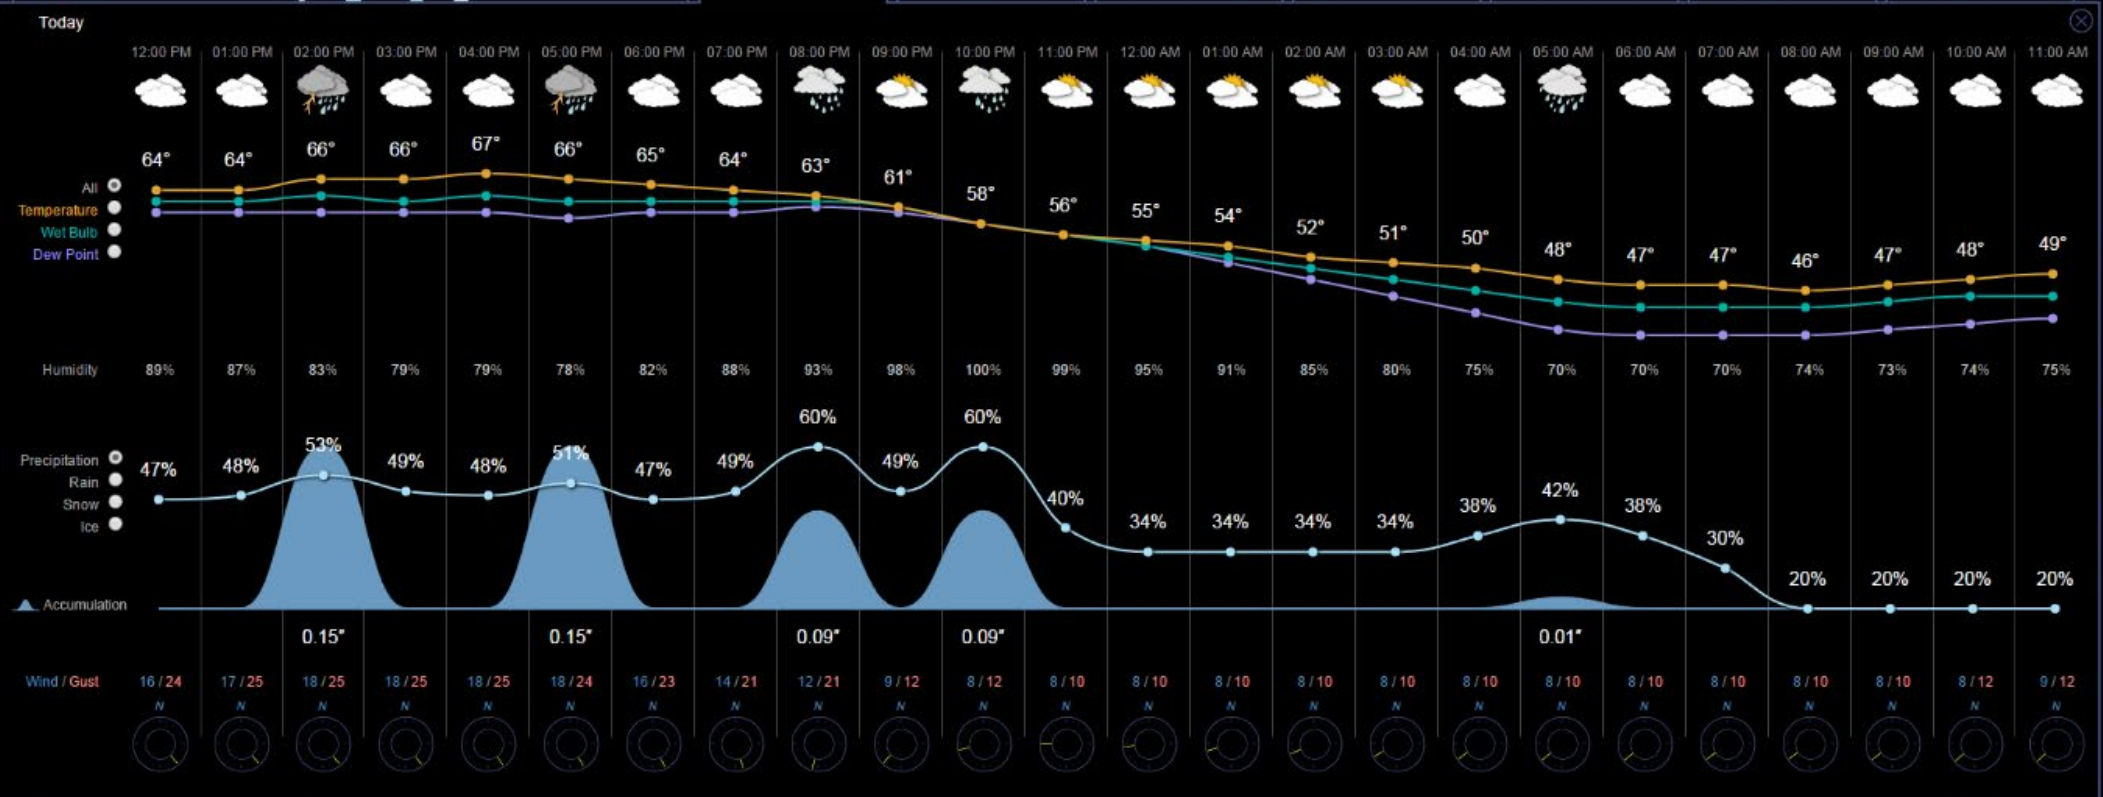 Today
12:00 PM 01:00 PM 02:00 PM 03:00 PM 04:00 PM 05:00 PM 06:00 PM 07:00 PM 08:00 PM 09:00 PM 10:00 PM 11:00 PM 12:00 AM 01:00 AM 02:00 AM 03:00 AM 04:00 AM 05:00 AM 06:00 AM 07:00 AM 08:00 AM 09:00 AM 10:00 AM 11:00 AM
64° 64° 66° 66° 67° 66° 65° 64° 63° 61° 58° 56° 55° 54° 52° 51° 50° 48° 47° 47° 46° 47° 48° 49°
All
Temperature
Wet Bulb
Dew Point
Humidity 89% 87% 83% 79% 79% 78% 82% 88% 93% 98% 100% 99% 95% 91% 85% 80% 75% 70% 70% 70% 74% 73% 74% 75%
47% 48% 53% 49% 48% 51% 47% 49% 60% 49% 60% 40% 34% 34% 34% 34% 38% 42% 38% 30% 20% 20% 20% 20%
Precipitation
Rain
Snow
Ice
Accumulation
0.15" 0.15" 0.09" 0.09" 0.01"
Wind / Gust 16 / 24 17 / 25 18 / 25 18 / 25 18 / 25 18 / 24 16 / 23 14 / 21 12 / 21 9 / 12 8 / 12 8 / 10 8 / 10 8 / 10 8 / 10 8 / 10 8 / 10 8 / 10 8 / 10 8 / 10 8 / 10 8 / 10 8 / 12 9 / 12
N N N N N N N N N N N N N N N N N N N N N N N N